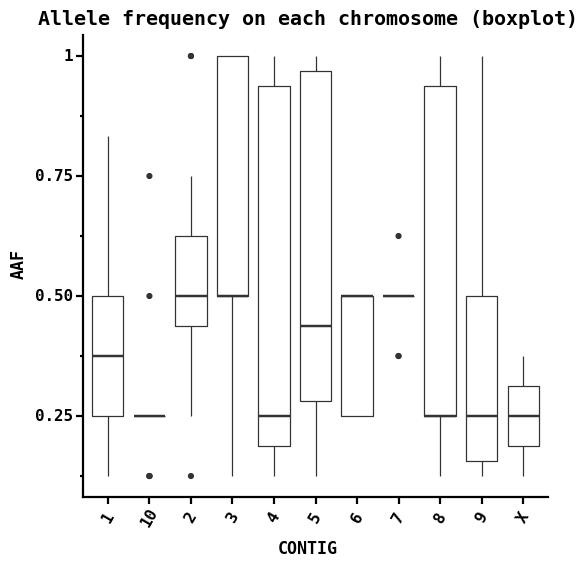 Allele frequency on each chromosome (boxplot)
1
0.75
0.50
0.25
AAF
1 10 2 3 4 5 6 7 8 9 X
CONTIG